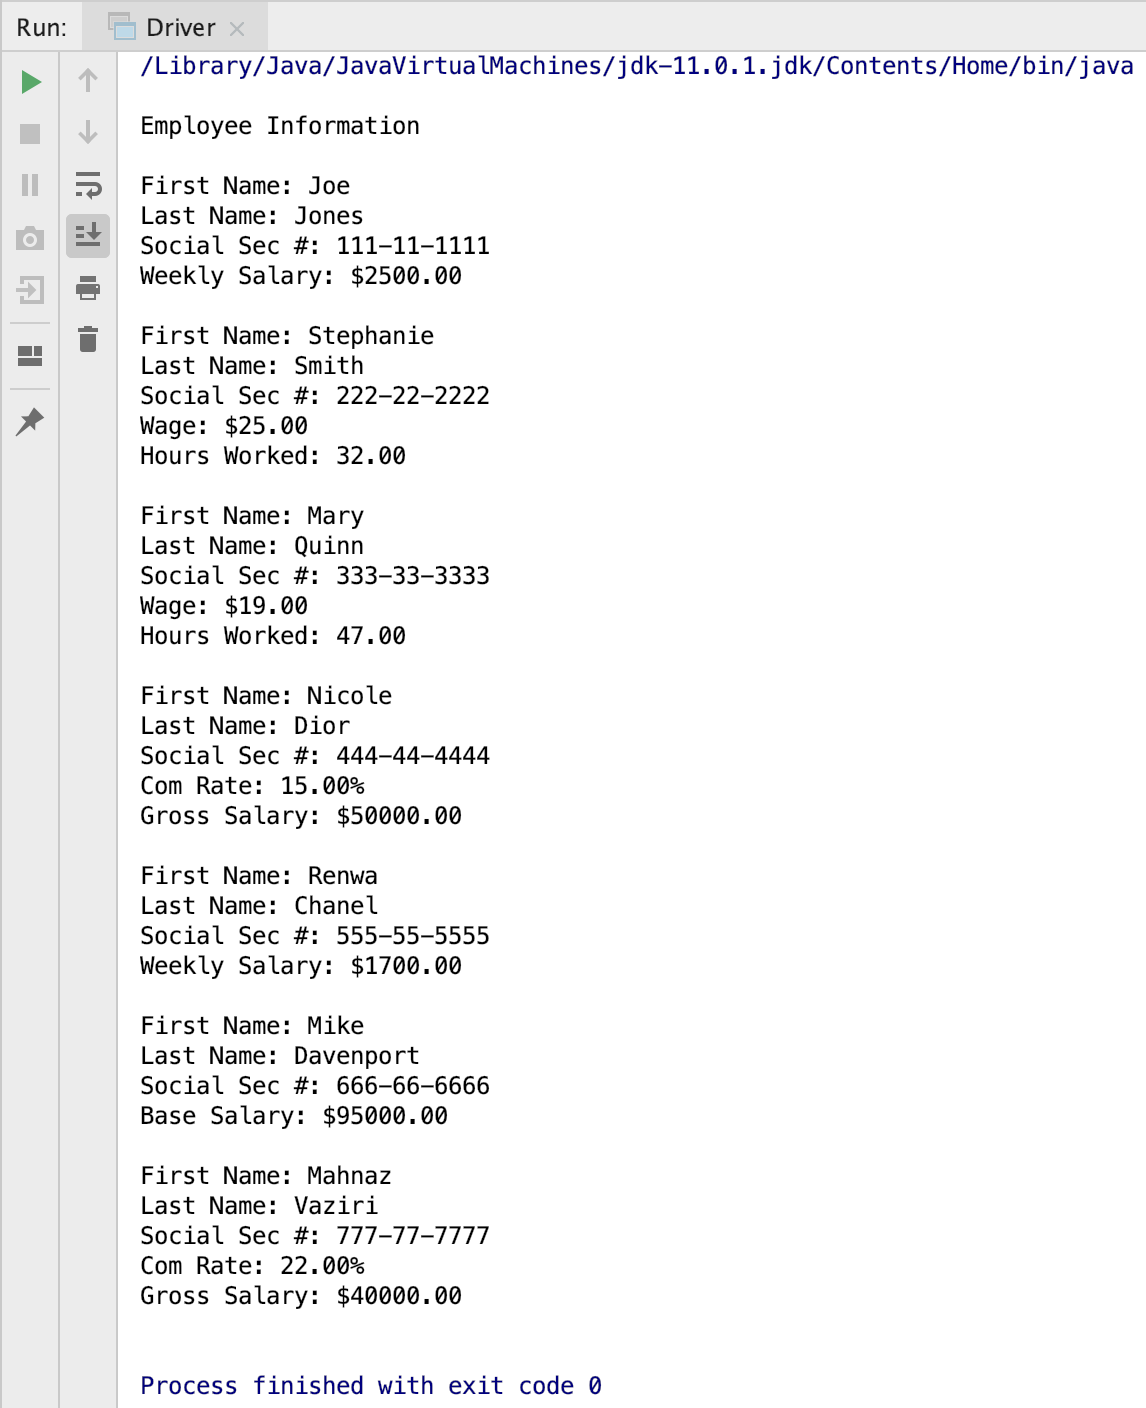 Run: Driver
/Library/Java/JavaVirtualMachines/jdk-11.0.1.jdk/Contents/Home/bin/java
Employee Information
First Name: Joe
Last Name: Jones
Social Sec #: 111-11-1111
Weekly Salary: $2500.00
First Name: Stephanie
Last Name: Smith
Social Sec #: 222-22-2222
Wage: $25.00
Hours Worked: 32.00
First Name: Mary
Last Name: Quinn
Social Sec #: 333-33-3333
Wage: $19.00
Hours Worked: 47.00
First Name: Nicole
Last Name: Dior
Social Sec #: 444-44-4444
Com Rate: 15.00%
Gross Salary: $50000.00
First Name: Renwa
Last Name: Chanel
Social Sec #: 555-55-5555
Weekly Salary: $1700.00
First Name: Mike
Last Name: Davenport
Social Sec #: 666-66-6666
Base Salary: $95000.00
First Name: Mahnaz
Last Name: Vaziri
Social Sec #: 777-77-7777
Com Rate: 22.00%
Gross Salary: $40000.00
Process finished with exit code 0